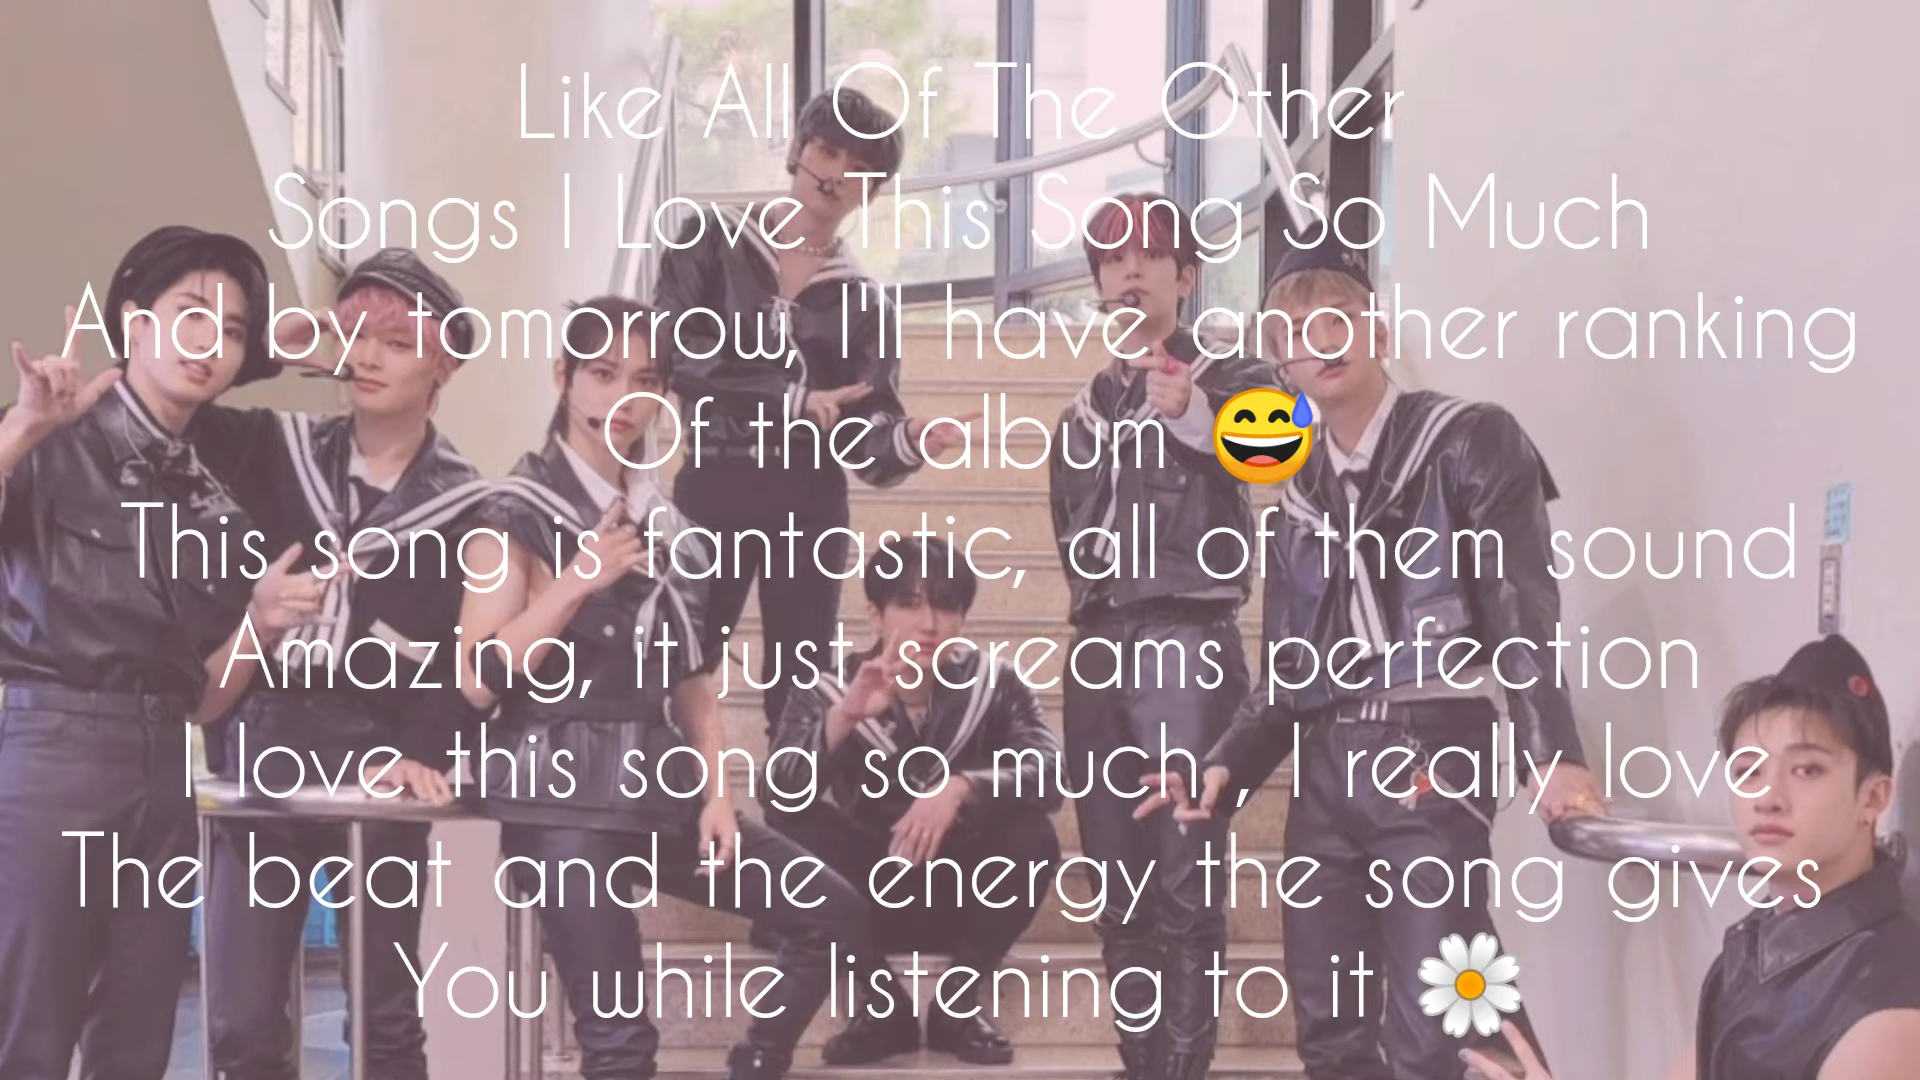 Like All Of The Other
Songs I Love This Song So Much
And by tomorrow, I'll have another ranking
Of the album 😅
This song is fantastic, all of them sound
Amazing, it just screams perfection
I love this song so much , I really love
The beat and the energy the song gives
You while listening to it 🌼